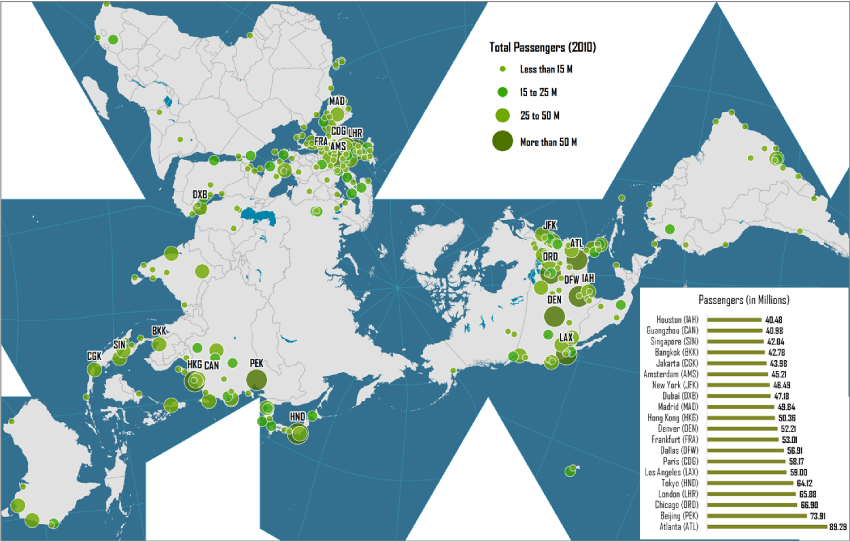 Total Passengers (2010)
Less than 15 M
15 to 25 M
25 to 50 M
More than 50 M
MAD
CDG
LHR
FRA
AMS
DXB
JFK
ATL
ORD
DFW
IAH
DEN
LAX
BKK
SIN
CGK
HKG
CAN
PEK
HND
Passengers (in Millions)
Houston (IAH) 40.48
Guangzhou (CAN) 40.98
Singapore (SIN) 42.04
Bangkok (BKK) 42.78
Jakarta (CGK) 43.98
Amsterdam (AMS) 45.21
New York (JFK) 46.49
Dubai (DXB) 47.18
Madrid (MAD) 49.84
Hong Kong (HKG) 50.36
Denver (DEN) 52.21
Frankfurt (FRA) 53.01
Dallas (DFW) 56.91
Paris (CDG) 58.17
Los Angeles (LAX) 59.00
Tokyo (HND) 64.12
London (LHR) 65.88
Chicago (ORD) 66.90
Beijing (PEK) 73.91
Atlanta (ATL) 89.29